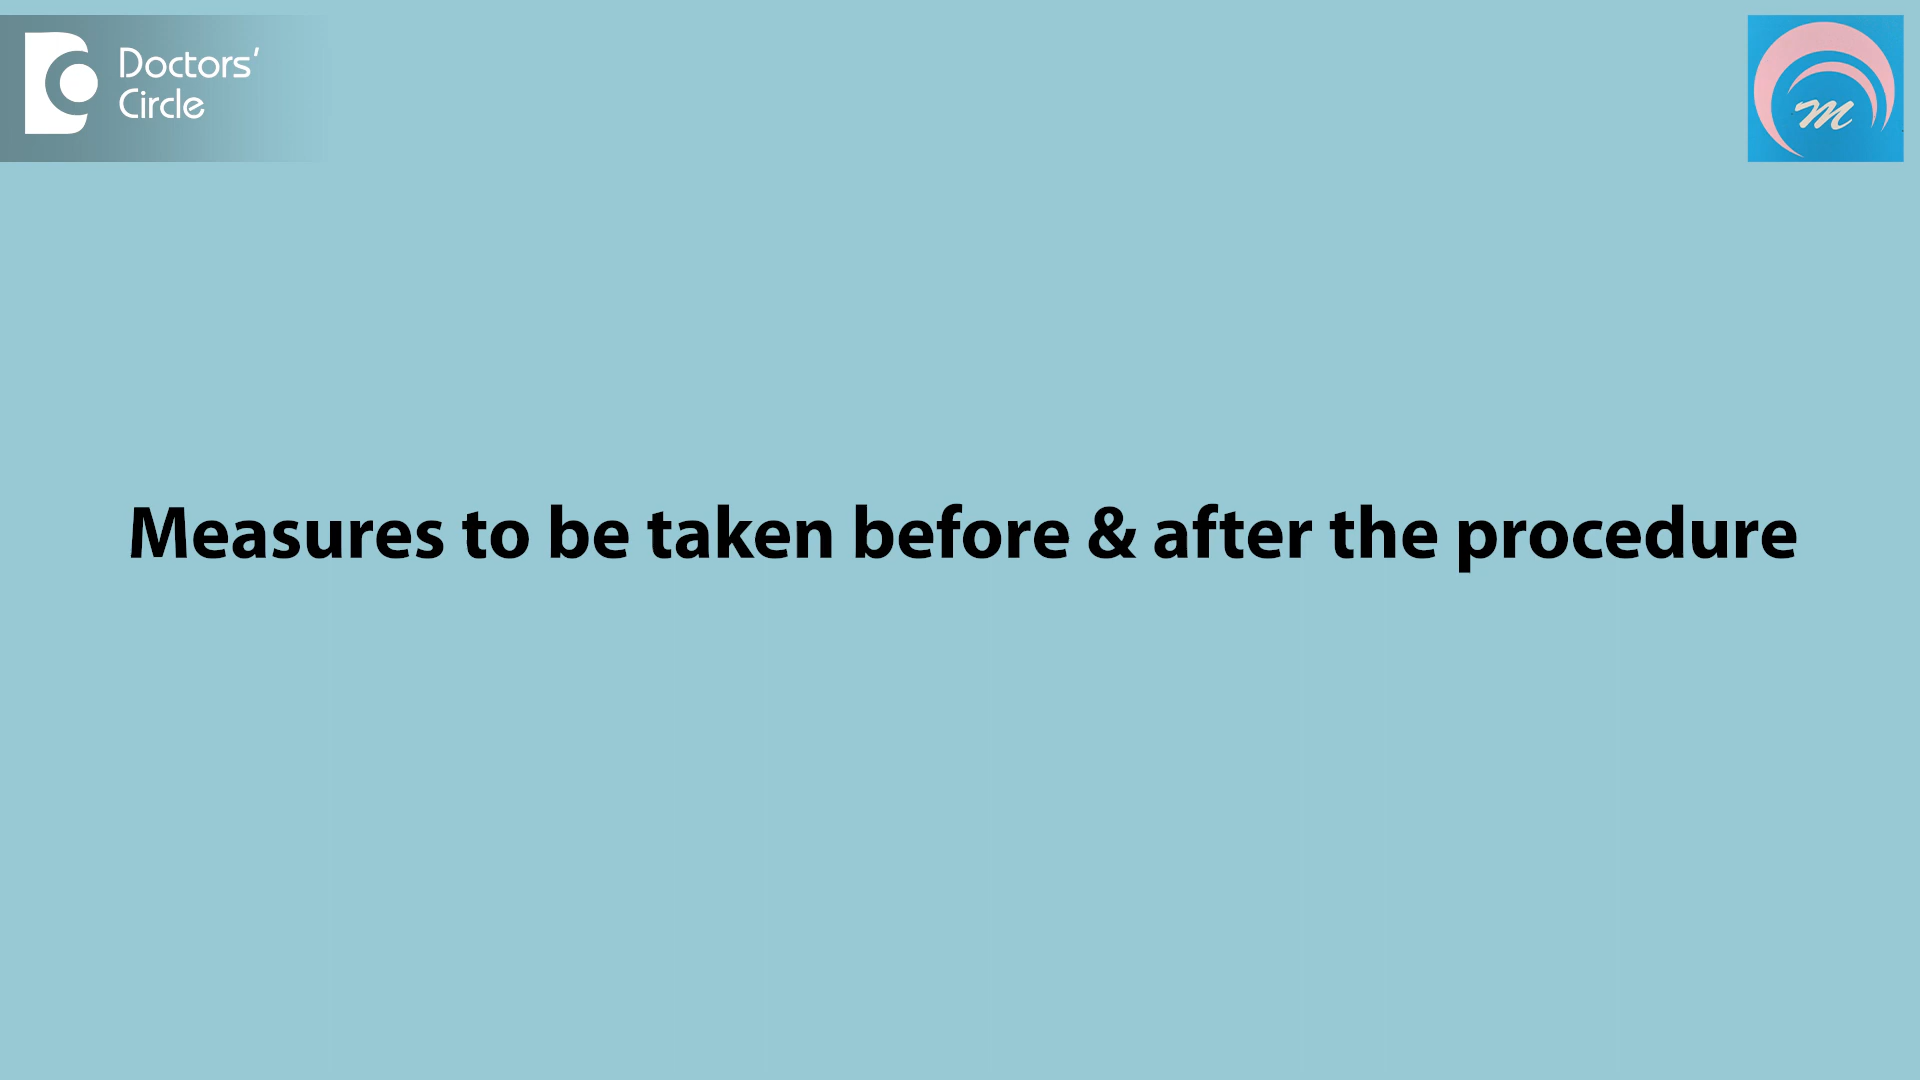 Doctors'
Circle
m
Measures to be taken before & after the procedure